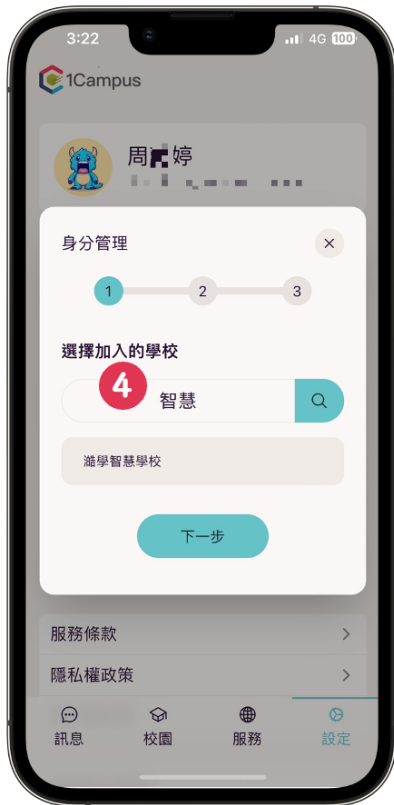 3:22
4G 100
1Campus
身分管理
1 2 3
選擇加入的學校
4
智慧
澔學智慧學校
下一步
服務條款
隱私權政策
訊息 校園 服務 設定